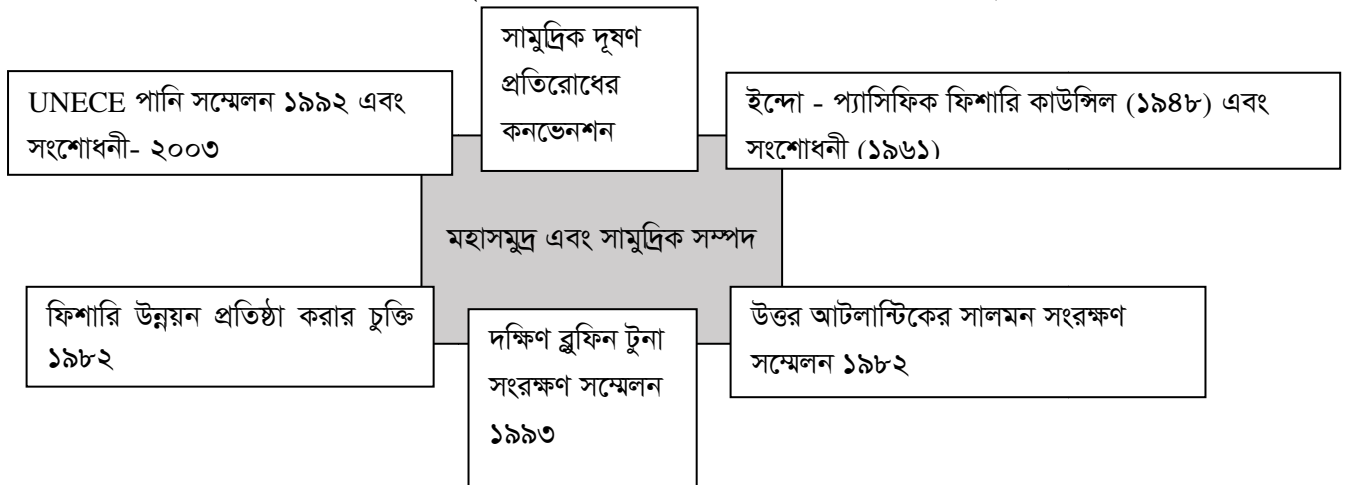 সামুদ্রিক দূষণ
প্রতিরোধের
কনভেনশন
UNECE পানি সম্মেলন ১৯৯২ এবং
সংশোধনী- ২০০৩
ইন্দো - প্যাসিফিক ফিশারি কাউন্সিল (১৯৪৮) এবং
সংশোধনী (১৯৬১)
মহাসমুদ্র এবং সামুদ্রিক সম্পদ
ফিশারি উন্নয়ন প্রতিষ্ঠা করার চুক্তি
১৯৮২
দক্ষিণ ব্লুফিন টুনা
সংরক্ষণ সম্মেলন
১৯৯৩
উত্তর আটলান্টিকের সালমন সংরক্ষণ
সম্মেলন ১৯৮২